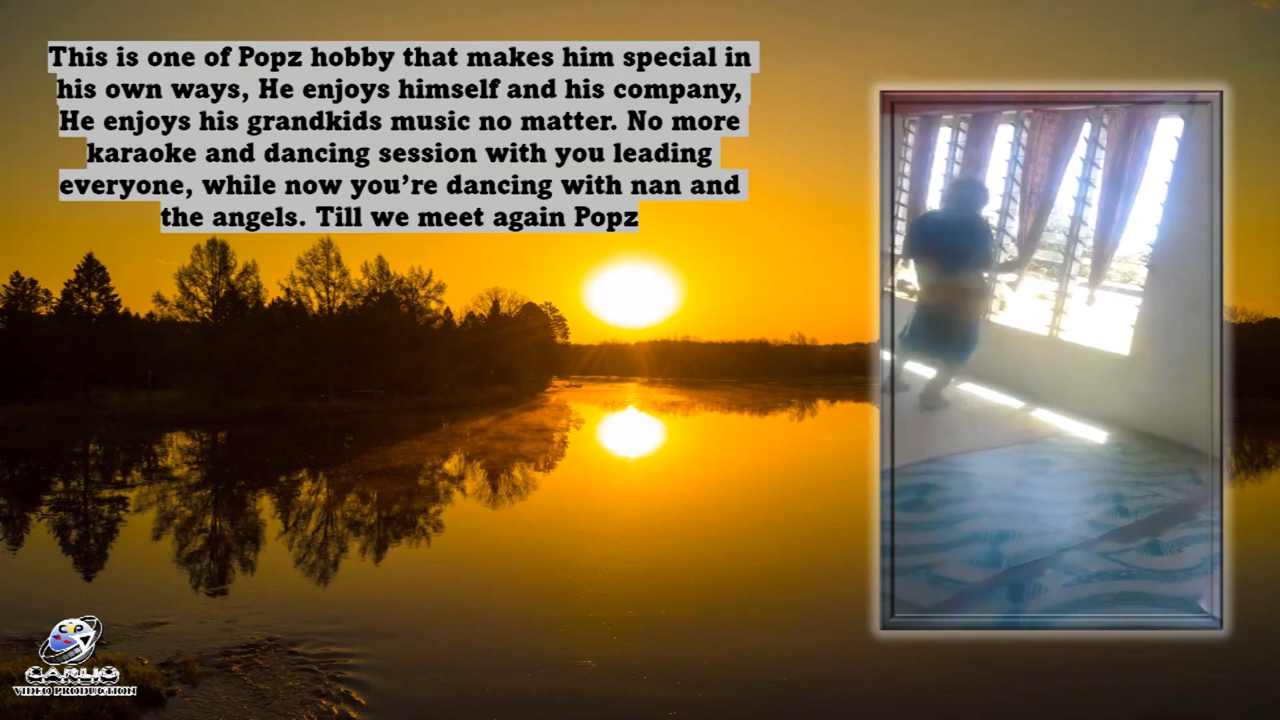 This is one of Popz hobby that makes him special in
his own ways, He enjoys himself and his company,
He enjoys his grandkids music no matter. No more
karaoke and dancing session with you leading
everyone, while now you’re dancing with nan and
the angels. Till we meet again Popz
CVP
CARLJO
VIDEO PRODUCTION